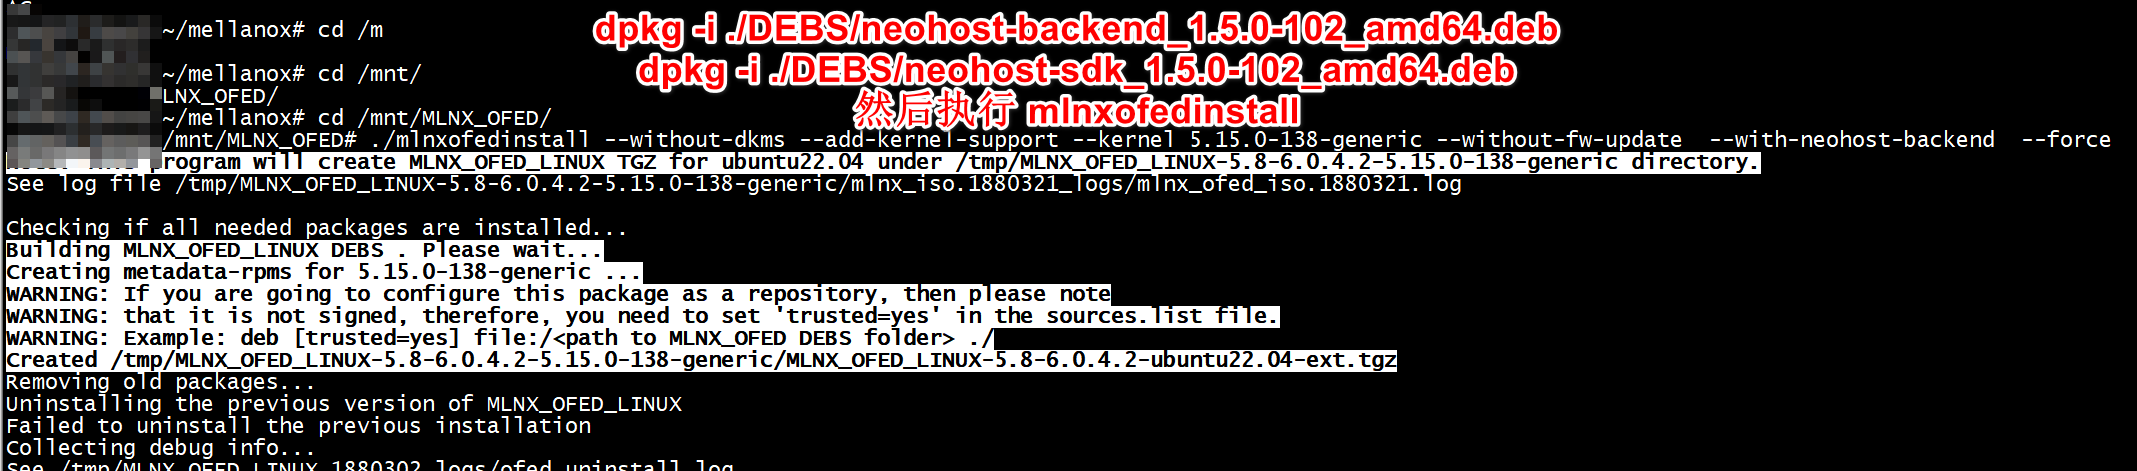 ~/mellanox# cd /m
dpkg -i ./DEBS/neohost-backend_1.5.0-102_amd64.deb
~/mellanox# cd /mnt/
dpkg -i ./DEBS/neohost-sdk_1.5.0-102_amd64.deb
LNX_OFED/
然后执行 mlnxofedinstall
~/mellanox# cd /mnt/MLNX_OFED/
/mnt/MLNX_OFED# ./mlnxofedinstall --without-dkms --add-kernel-support --kernel 5.15.0-138-generic --without-fw-update  --with-neohost-backend  --force
program will create MLNX_OFED_LINUX TGZ for ubuntu22.04 under /tmp/MLNX_OFED_LINUX-5.8-6.0.4.2-5.15.0-138-generic directory.
See log file /tmp/MLNX_OFED_LINUX-5.8-6.0.4.2-5.15.0-138-generic/mlnx_iso.1880321_logs/mlnx_ofed_iso.1880321.log
Checking if all needed packages are installed...
Building MLNX_OFED_LINUX DEBS . Please wait...
Creating metadata-rpms for 5.15.0-138-generic ...
WARNING: If you are going to configure this package as a repository, then please note
WARNING: that it is not signed, therefore, you need to set 'trusted=yes' in the sources.list file.
WARNING: Example: deb [trusted=yes] file:/<path to MLNX_OFED DEBS folder> ./
Created /tmp/MLNX_OFED_LINUX-5.8-6.0.4.2-5.15.0-138-generic/MLNX_OFED_LINUX-5.8-6.0.4.2-ubuntu22.04-ext.tgz
Removing old packages...
Uninstalling the previous version of MLNX_OFED_LINUX
Failed to uninstall the previous installation
Collecting debug info...
See /tmp/MLNX_OFED_LINUX.1880302.logs/ofed_uninstall.log